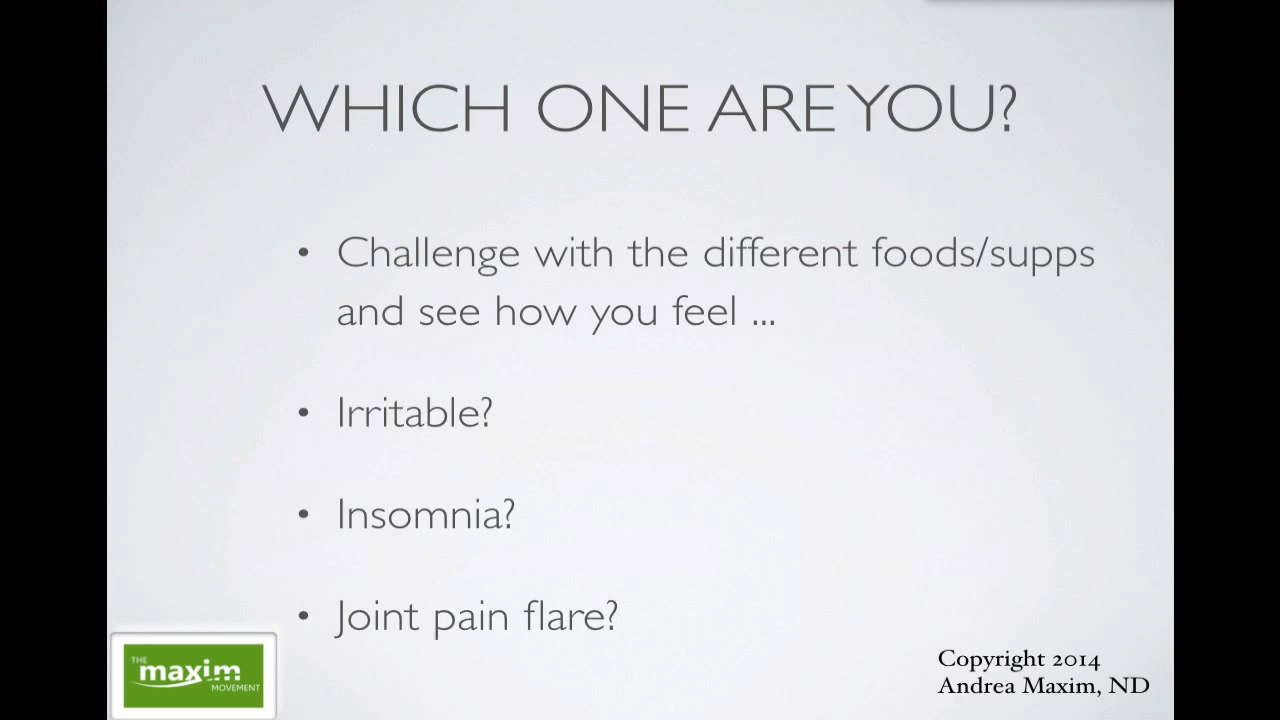 WHICH ONE ARE YOU?
• Challenge with the different foods/supps
and see how you feel ...
• Irritable?
• Insomnia?
• Joint pain flare?
THE
maxim
MOVEMENT
Copyright 2014
Andrea Maxim, ND